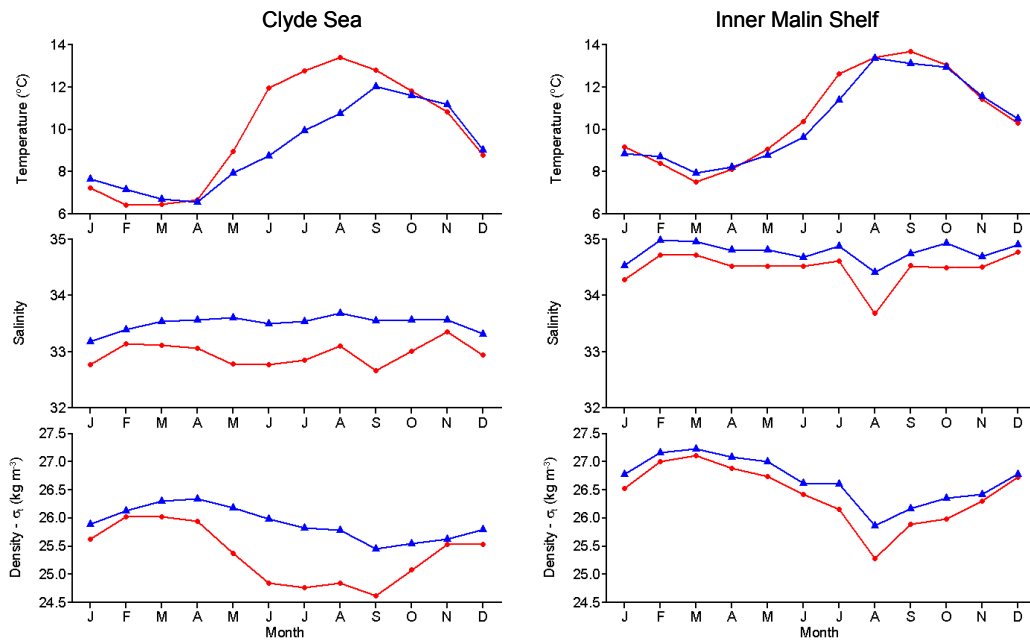 Clyde Sea
Inner Malin Shelf
Temperature (°C)
14
12
10
8
6
J F M A M J J A S O N D
Temperature (°C)
14
12
10
8
6
J F M A M J J A S O N D
Salinity
35
34
33
32
J F M A M J J A S O N D
Salinity
35
34
33
32
J F M A M J J A S O N D
Density - σt (kg m-3)
27.5
27.0
26.5
26.0
25.5
25.0
24.5
J F M A M J J A S O N D
Month
Density - σt (kg m-3)
27.5
27.0
26.5
26.0
25.5
25.0
24.5
J F M A M J J A S O N D
Month